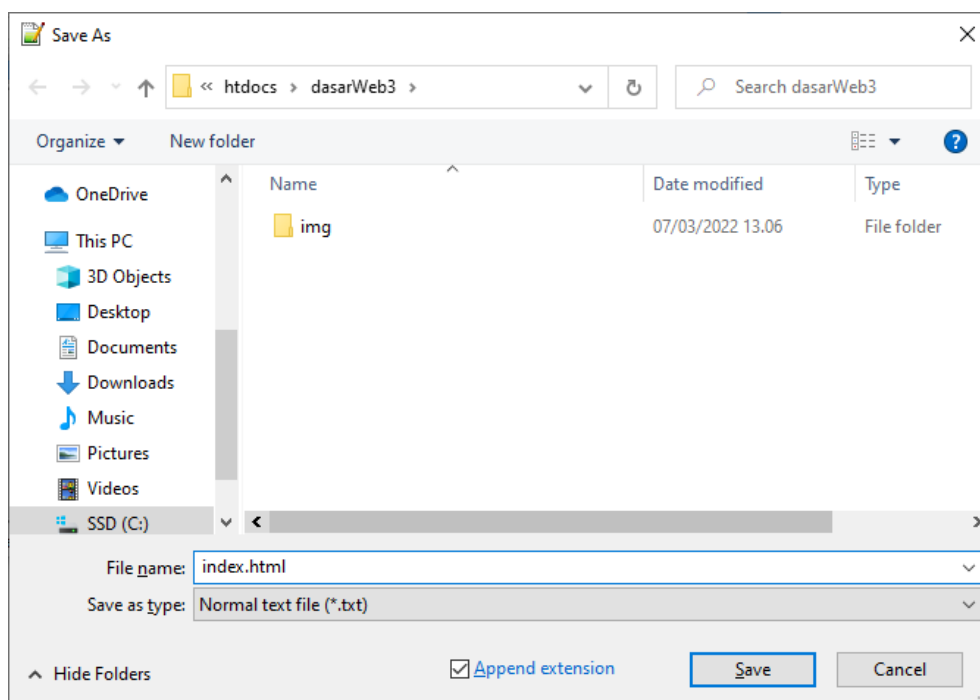 Save As
« htdocs › dasarWeb3 ›
Search dasarWeb3
Organize
New folder
Name
Date modified
Type
OneDrive
img
07/03/2022 13.06
File folder
This PC
3D Objects
Desktop
Documents
Downloads
Music
Pictures
Videos
SSD (C:)
File name:
index.html
Save as type:
Normal text file (*.txt)
Hide Folders
Append extension
Save
Cancel